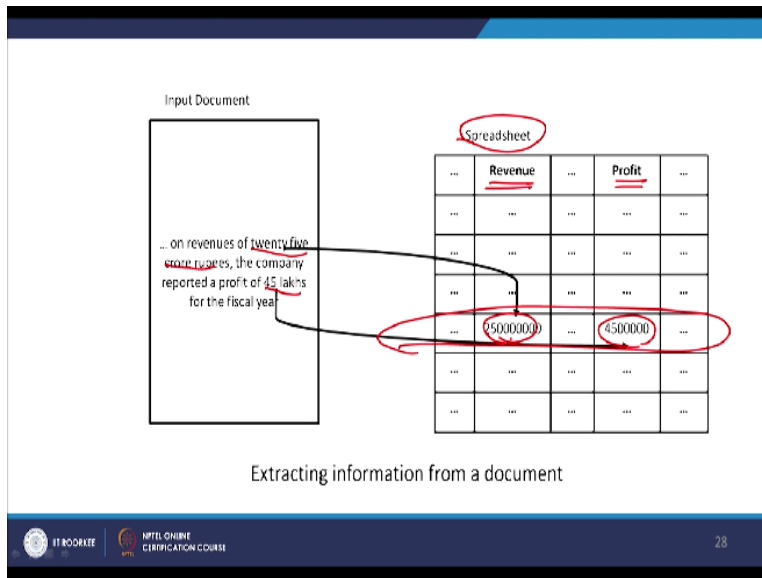 Input Document
Spreadsheet
... Revenue ... Profit ...
... ... ... ... ...
... ... ... ... ...
... ... ... ... ...
... 250000000 ... 4500000 ...
... ... ... ... ...
... ... ... ... ...
... on revenues of twenty five
crore rupees, the company
reported a profit of 45 lakhs
for the fiscal year
Extracting information from a document
IIT ROORKEE
NPTEL ONLINE
CERTIFICATION COURSE
28